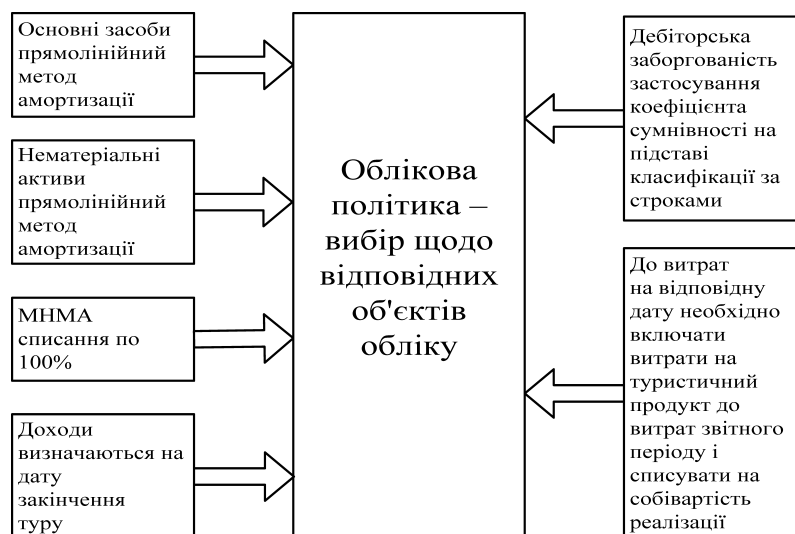 Основні засоби
прямолінійний
метод
амортизації
Нематеріальні
активи
прямолінійний
метод
амортизації
МНМА
списання по
100%
Доходи
визначаються на
дату
закінчення
туру
Облікова
політика –
вибір щодо
відповідних
об'єктів
обліку
Дебіторська
заборгованість
застосування
коефіцієнта
сумнівності на
підставі
класифікації за
строками
До витрат
на відповідну
дату необхідно
включати
витрати на
туристичний
продукт до
витрат звітного
періоду і
списувати на
собівартість
реалізації